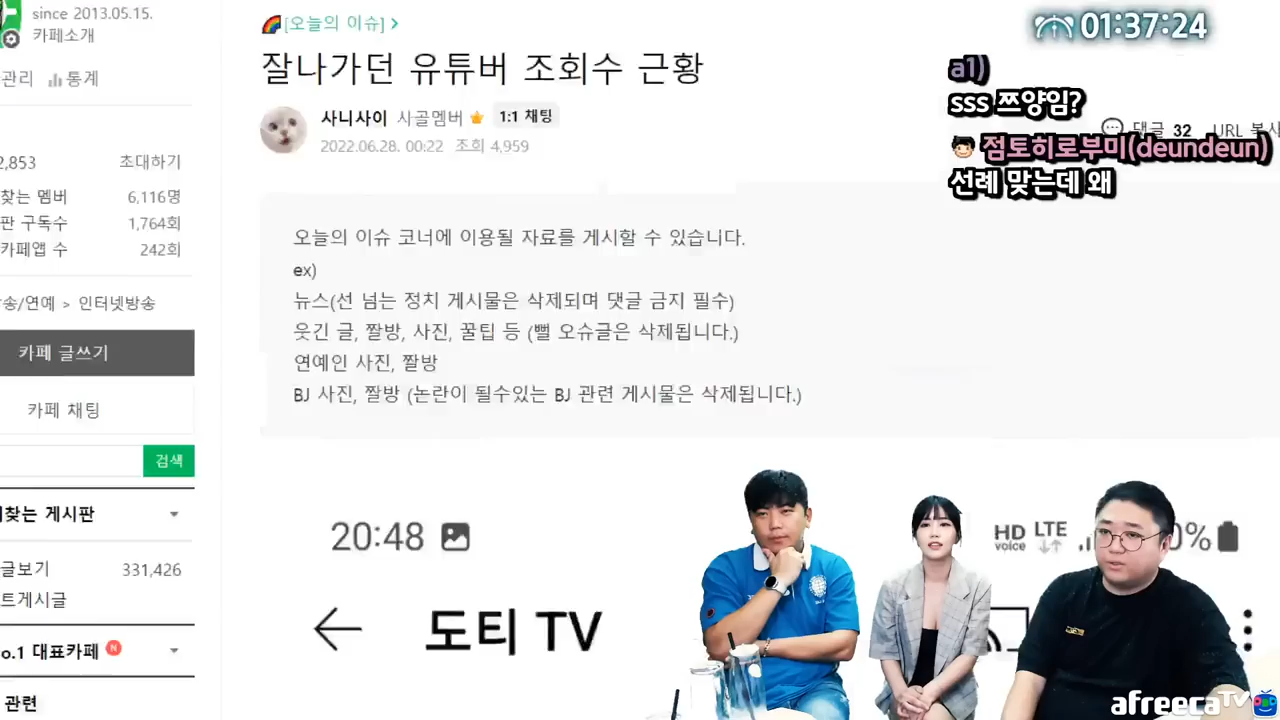 since 2013.05.15.
카페소개
관리 통계
2,853 초대하기
찾는 멤버 6,116명
판 구독수 1,764회
카페앱 수 242회
송/연예 > 인터넷방송
카페 글쓰기
카페 채팅
검색
찾는 게시판
글보기 331,426
트게시글
o.1 대표카페 N
관련
[오늘의 이슈] >
잘나가던 유튜버 조회수 근황
사니사이 사골멤버 1:1 채팅
2022.06.28. 00:22 조회 4,959
댓글 32 URL 복사
오늘의 이슈 코너에 이용될 자료를 게시할 수 있습니다.
ex)
뉴스(선 넘는 정치 게시물은 삭제되며 댓글 금지 필수)
웃긴 글, 짤방, 사진, 꿀팁 등 (뻘 오슈글은 삭제됩니다.)
연예인 사진, 짤방
BJ 사진, 짤방 (논란이 될수있는 BJ 관련 게시물은 삭제됩니다.)
20:48 HD voice LTE 0%
도티 TV
01:37:24
a1)
sss 쯔양임?
점토히로부미(deundeun)
선례 맞는데 왜
afreecaTV